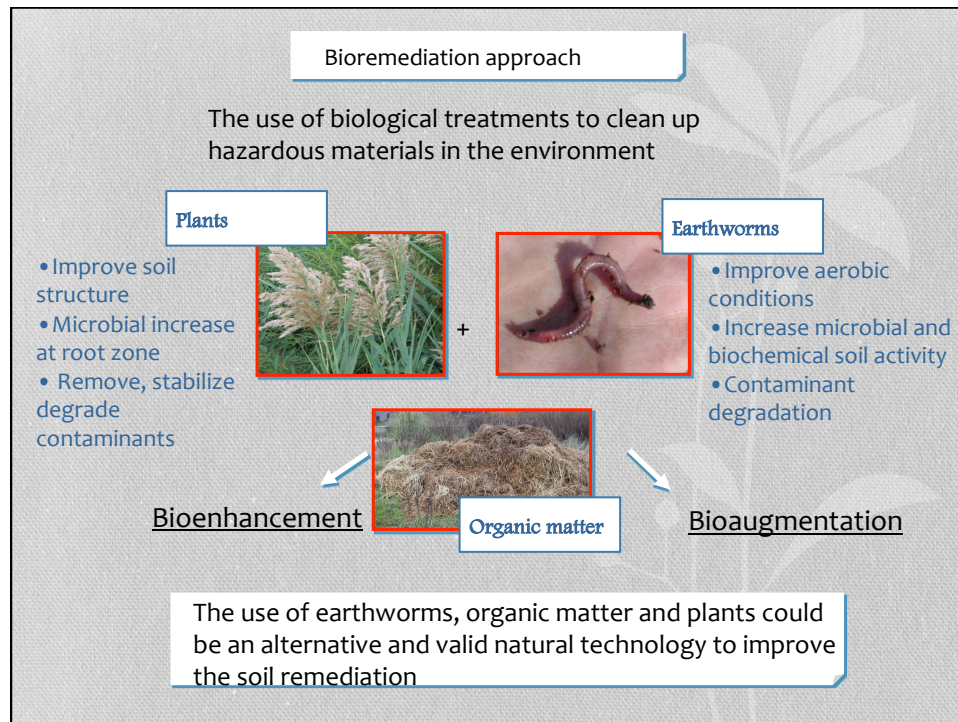 Bioremediation approach
The use of biological treatments to clean up
hazardous materials in the environment
Plants
•Improve soil
structure
•Microbial increase
at root zone
• Remove, stabilize
degrade
contaminants
+
Earthworms
•Improve aerobic
conditions
•Increase microbial and
biochemical soil activity
•Contaminant
degradation
Bioenhancement
Organic matter
Bioaugmentation
The use of earthworms, organic matter and plants could
be an alternative and valid natural technology to improve
the soil remediation